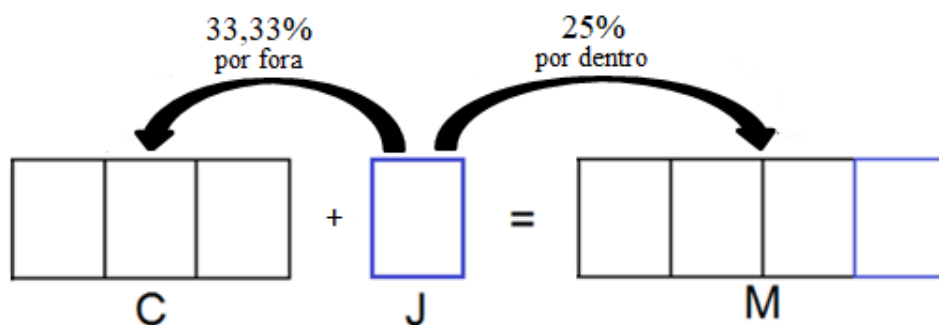 33,33%
por fora
25%
por dentro
+
=
C
J
M